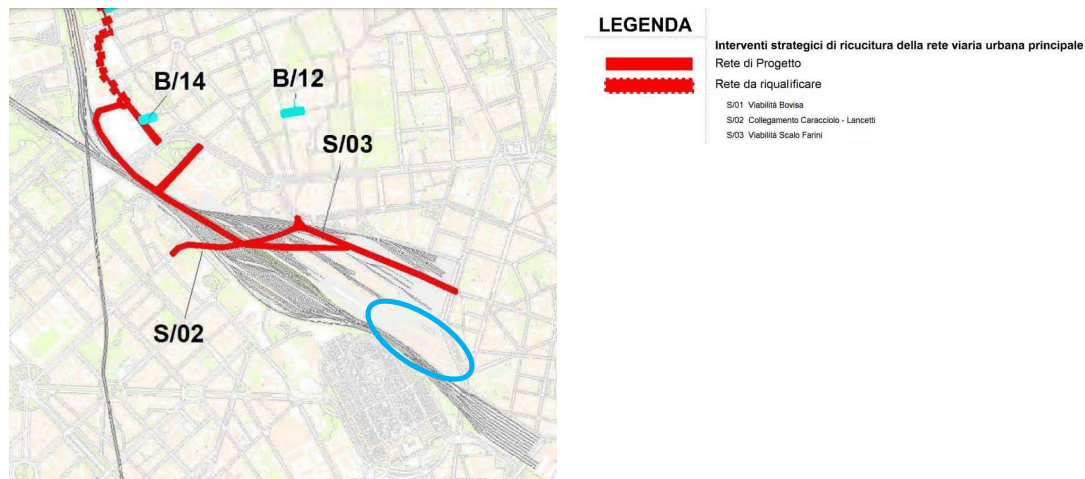 B/14
B/12
S/03
S/02
LEGENDA
Interventi strategici di ricucitura della rete viaria urbana principale
Rete di Progetto
Rete da riqualificare
S/01 Viabilità Bovisa
S/02 Collegamento Caracciolo - Lancetti
S/03 Viabilità Scalo Farini